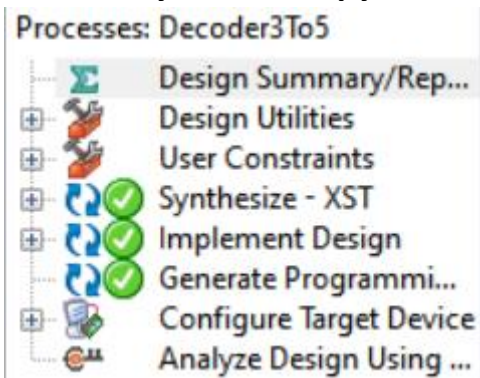 Processes: Decoder3To5
Design Summary/Rep...
Design Utilities
User Constraints
Synthesize - XST
Implement Design
Generate Programmi...
Configure Target Device
Analyze Design Using ...